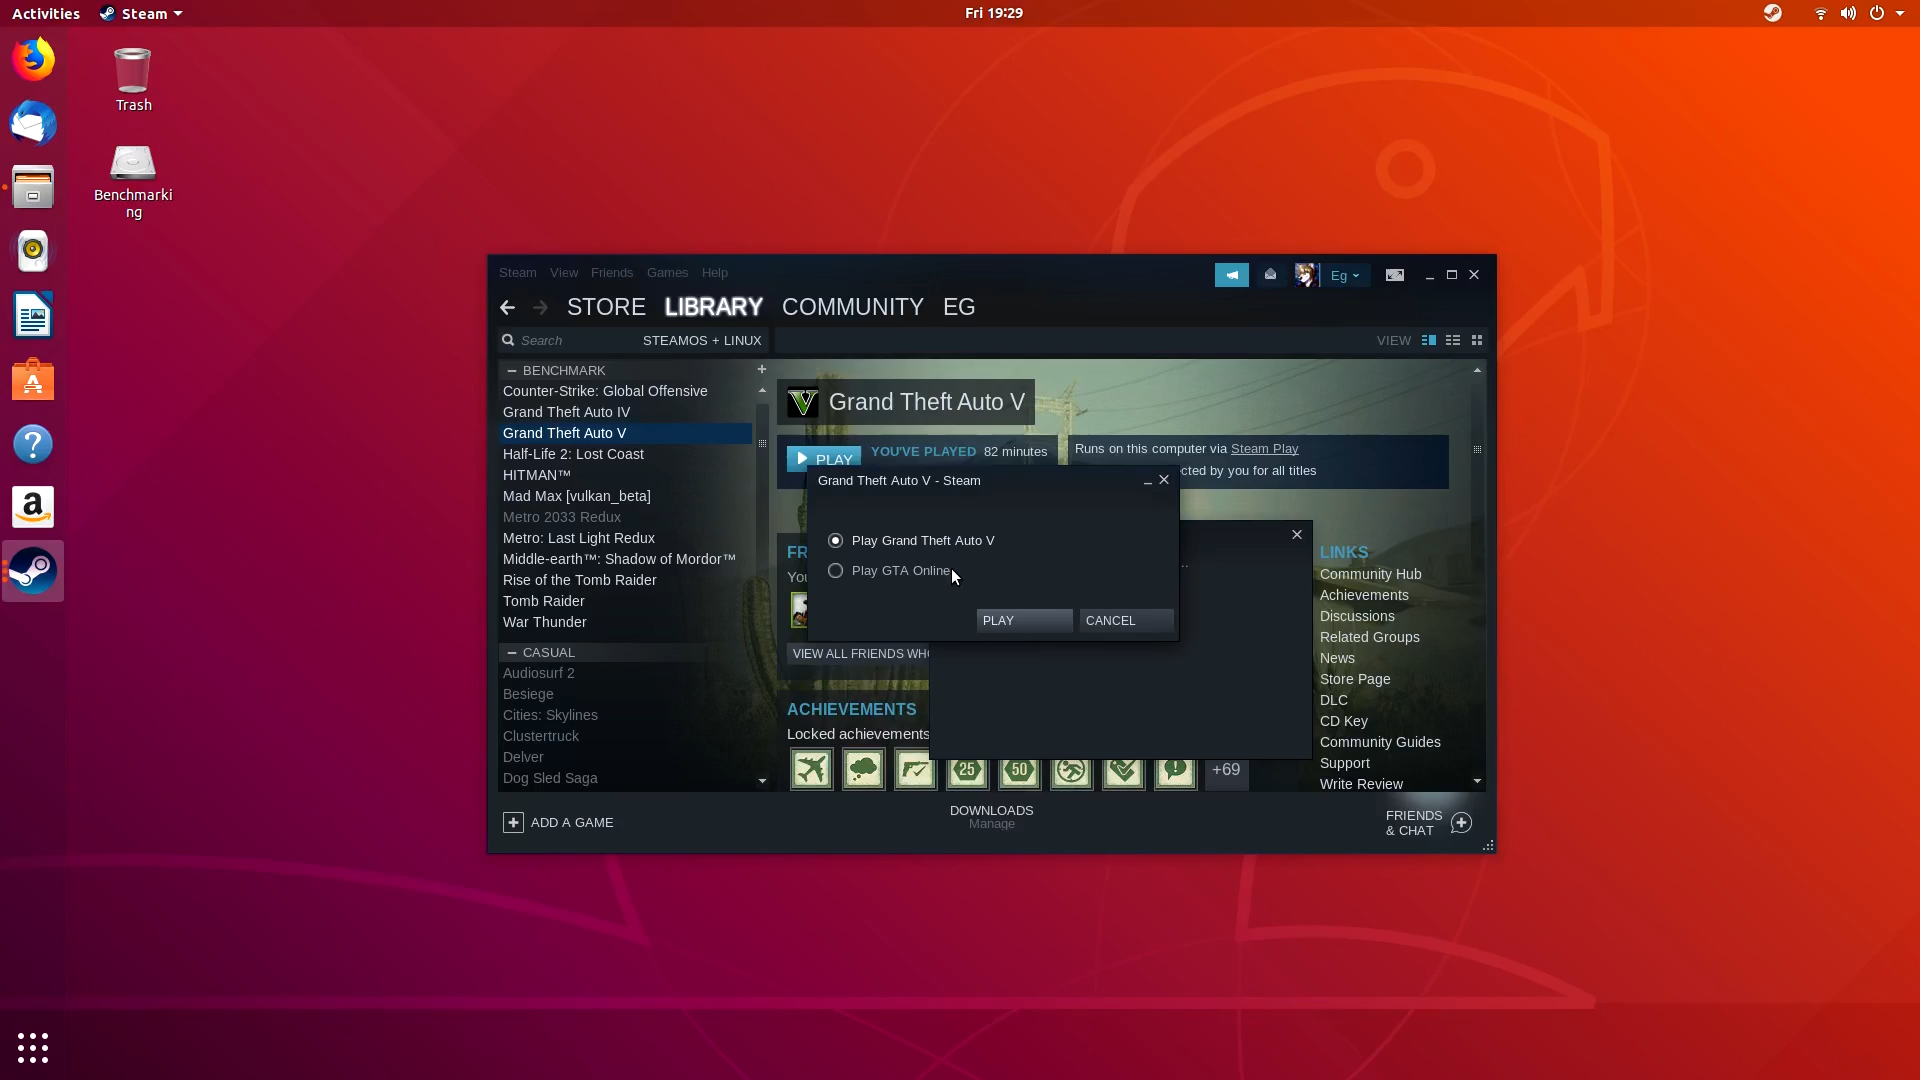 Activities
Steam
Fri 19:29
Trash
Benchmarki
ng
Steam View Friends Games Help
Eg
STORE LIBRARY COMMUNITY EG
Search
STEAMOS + LINUX
VIEW
BENCHMARK
Counter-Strike: Global Offensive
Grand Theft Auto IV
Grand Theft Auto V
Half-Life 2: Lost Coast
HITMAN™
Mad Max [vulkan_beta]
Metro 2033 Redux
Metro: Last Light Redux
Middle-earth™: Shadow of Mordor™
Rise of the Tomb Raider
Tomb Raider
War Thunder
CASUAL
Audiosurf 2
Besiege
Cities: Skylines
Clustertruck
Delver
Dog Sled Saga
Grand Theft Auto V
PLAY
YOU'VE PLAYED 82 minutes
Runs on this computer via Steam Play
cted by you for all titles
Grand Theft Auto V - Steam
Play Grand Theft Auto V
Play GTA Online
PLAY
CANCEL
..
FR
You
VIEW ALL FRIENDS WHO
ACHIEVEMENTS
Locked achievements
25
50
+69
LINKS
Community Hub
Achievements
Discussions
Related Groups
News
Store Page
DLC
CD Key
Community Guides
Support
Write Review
ADD A GAME
DOWNLOADS
Manage
FRIENDS
& CHAT